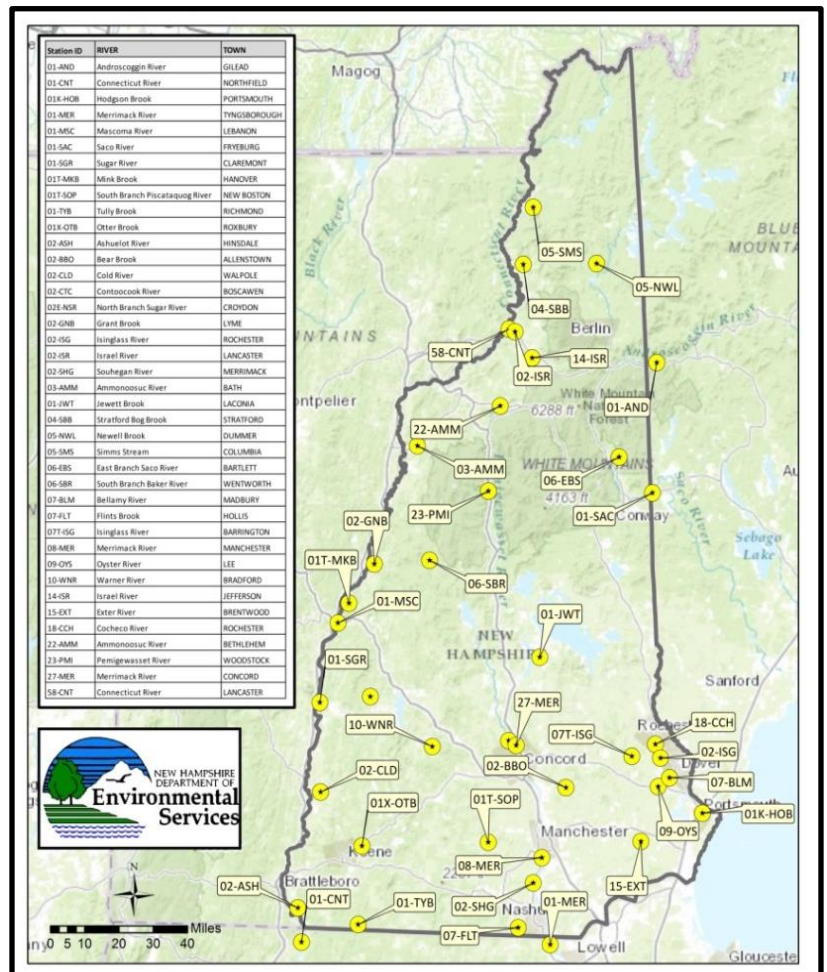 Station ID RIVER TOWN
01-AND Androscoggin River GILEAD
01-CNT Connecticut River NORTHFIELD
01K-HOB Hodgson Brook PORTSMOUTH
01-MER Merrimack River TYNGSBOROUGH
01-MSC Mascoma River LEBANON
01-SAC Saco River FRYEBURG
01-SGR Sugar River CLAREMONT
01T-MKB Mink Brook HANOVER
01T-SOP South Branch Piscataquog River NEW BOSTON
01-TYB Tully Brook RICHMOND
01X-OTB Otter Brook ROXBURY
02-ASH Ashuelot River HINSDALE
02-BBO Bear Brook ALLENSTOWN
02-CLD Cold River WALPOLE
02-CTC Contoocook River BOSCAWEN
02E-NSR North Branch Sugar River CROYDON
02-GNB Grant Brook LYME
02-ISG Isinglass River ROCHESTER
02-ISR Israel River LANCASTER
02-SHG Souhegan River MERRIMACK
03-AMM Ammonoosuc River BATH
01-JWT Jewett Brook LACONIA
04-SBB Stratford Bog Brook STRATFORD
05-NWL Newell Brook DUMMER
05-SMS Simms Stream COLUMBIA
06-EBS East Branch Saco River BARTLETT
06-SBR South Branch Baker River WENTWORTH
07-BLM Bellamy River MADBURY
07-FLT Flints Brook HOLLIS
07T-ISG Isinglass River BARRINGTON
08-MER Merrimack River MANCHESTER
09-OYS Oyster River LEE
10-WNR Warner River BRADFORD
14-ISR Israel River JEFFERSON
15-EXT Exter River BRENTWOOD
18-CCH Cocheco River ROCHESTER
22-AMM Ammonoosuc River BETHLEHEM
23-PMI Pemigewasset River WOODSTOCK
27-MER Merrimack River CONCORD
58-CNT Connecticut River LANCASTER
Magog
Black River
Connecticut River
BLUE
MOUNTA
05-SMS
05-NWL
04-SBB
UNTAINS
Berlin
58-CNT
14-ISR
02-ISR
Androscoggin River
ontpelier
White Mountain
Nat
Forest
01-AND
6288 ft
22-AMM
03-AMM
WHITE MOUNTAINS
06-EBS
4163 ft
23-PMI
01-SAC
Conway
Saco River
Au
Sebago
Lake
02-GNB
01T-MKB
06-SBR
01-MSC
NEW
HAMPSHIRE
01-JWT
01-SGR
Sanford
27-MER
10-WNR
Roches
18-CCH
07T-ISG
02-ISG
Concord
Dover
02-BBO
07-BLM
02-CLD
Portsmouth
01K-HOB
09-OYS
01X-OTB
01T-SOP
Manchester
Keene
08-MER
15-EXT
02-ASH
Brattleboro
01-CNT
01-TYB
02-SHG
Nashu
01-MER
07-FLT
Lowell
Gloucester
NEW HAMPSHIRE
DEPARTMENT OF
Environmental
Services
N
Miles
0 5 10 20 30 40